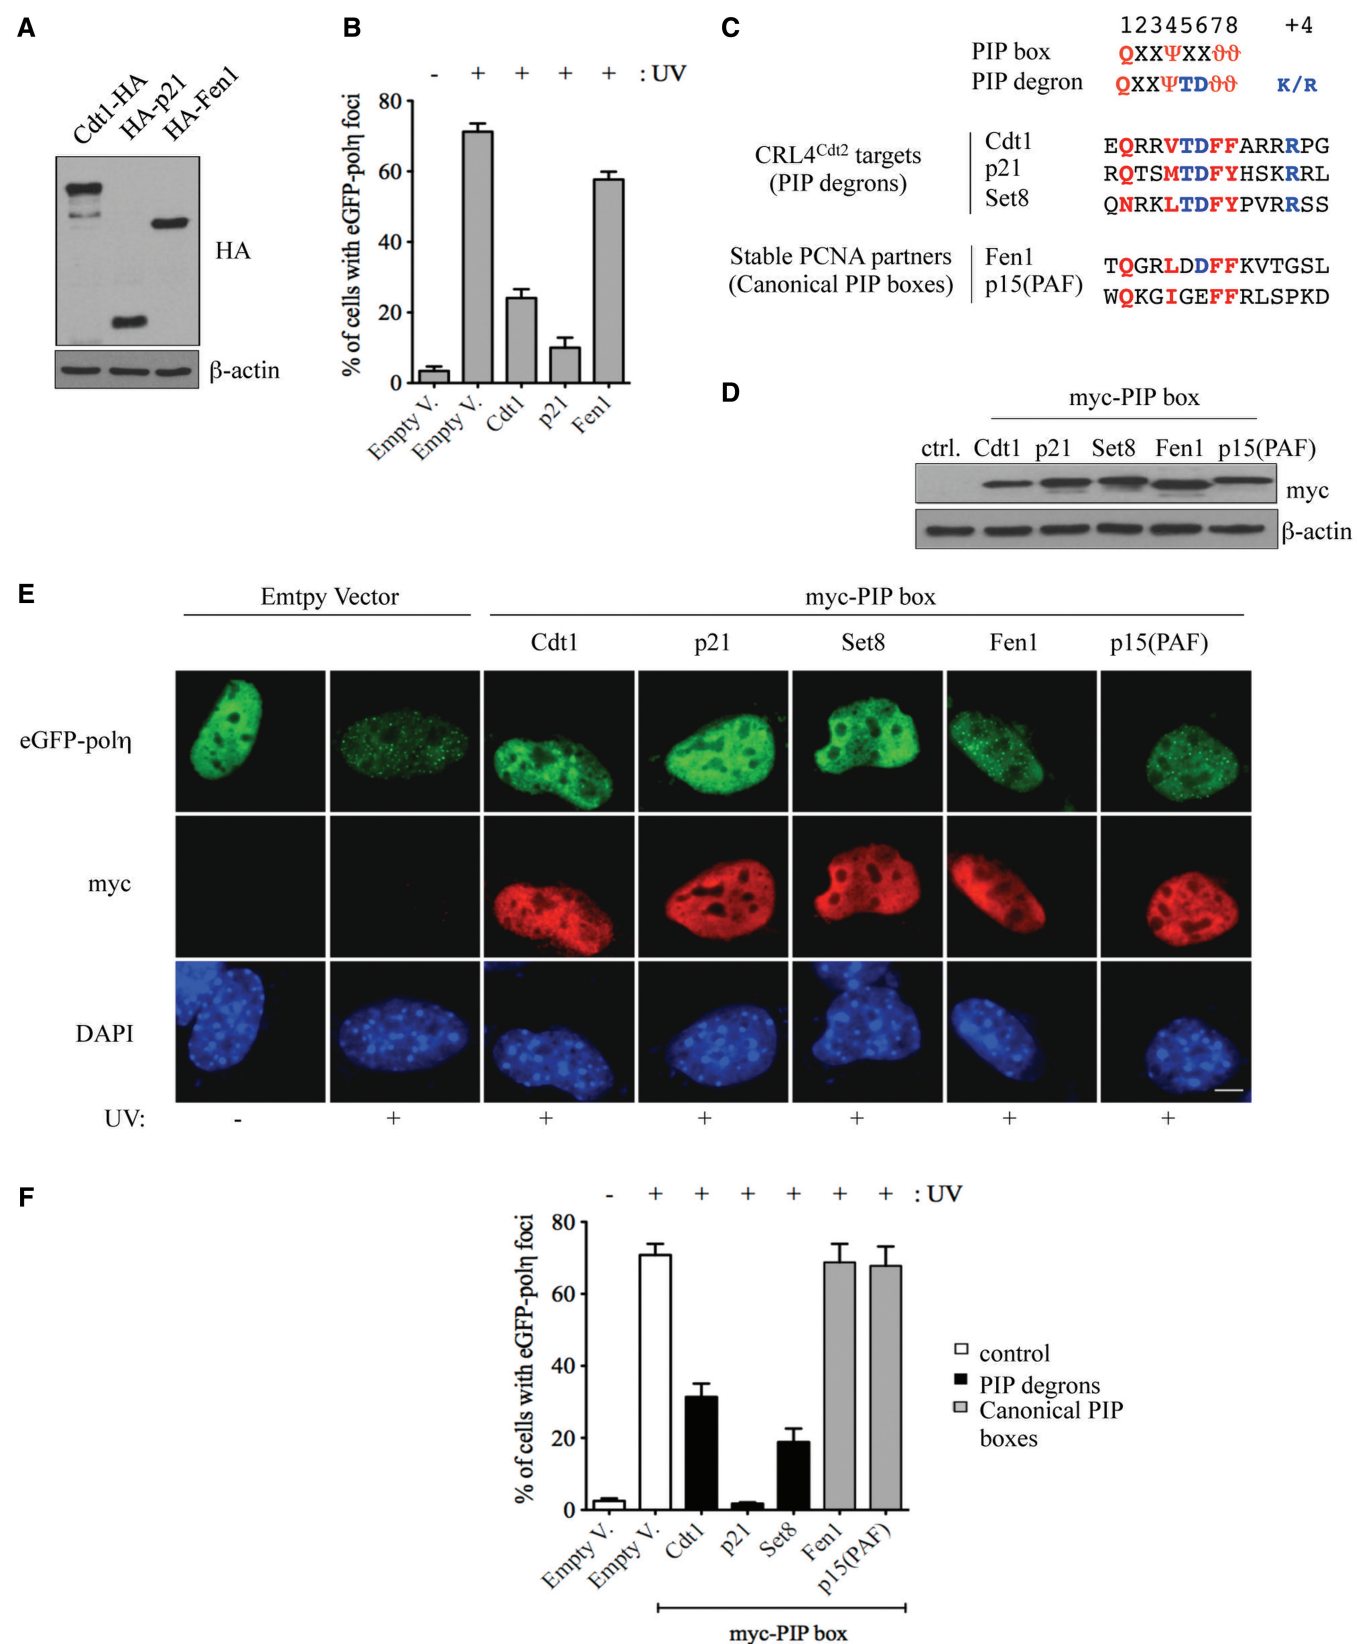 A
Cdt1-HA
HA-p21
HA-Fen1
HA
β-actin
B
- + + + + : UV
% of cells with eGFP-polη foci
80
60
40
20
0
Empty V.
Empty V.
Cdt1
p21
Fen1
C
12345678 +4
PIP box QXXΨXXϑϑ
PIP degron QXXΨTDϑϑ K/R
CRL4Cdt2 targets
(PIP degrons)
Cdt1 EQRRVTDFFARRRPG
p21 RQTSMTDFYHSKRRL
Set8 QNRKLTDFYPVRRSS
Stable PCNA partners
(Canonical PIP boxes)
Fen1 TQGRLDDFFKVTGSL
p15(PAF) WQKGIGEFFRLSPKD
D
myc-PIP box
ctrl. Cdt1 p21 Set8 Fen1 p15(PAF)
myc
β-actin
E
Emtpy Vector myc-PIP box
Cdt1 p21 Set8 Fen1 p15(PAF)
eGFP-polη
myc
DAPI
UV: - + + + + + +
F
- + + + + + + : UV
% of cells with eGFP-polη foci
80
60
40
20
0
Empty V.
Empty V.
Cdt1
p21
Set8
Fen1
p15(PAF)
myc-PIP box
control
PIP degrons
Canonical PIP
boxes